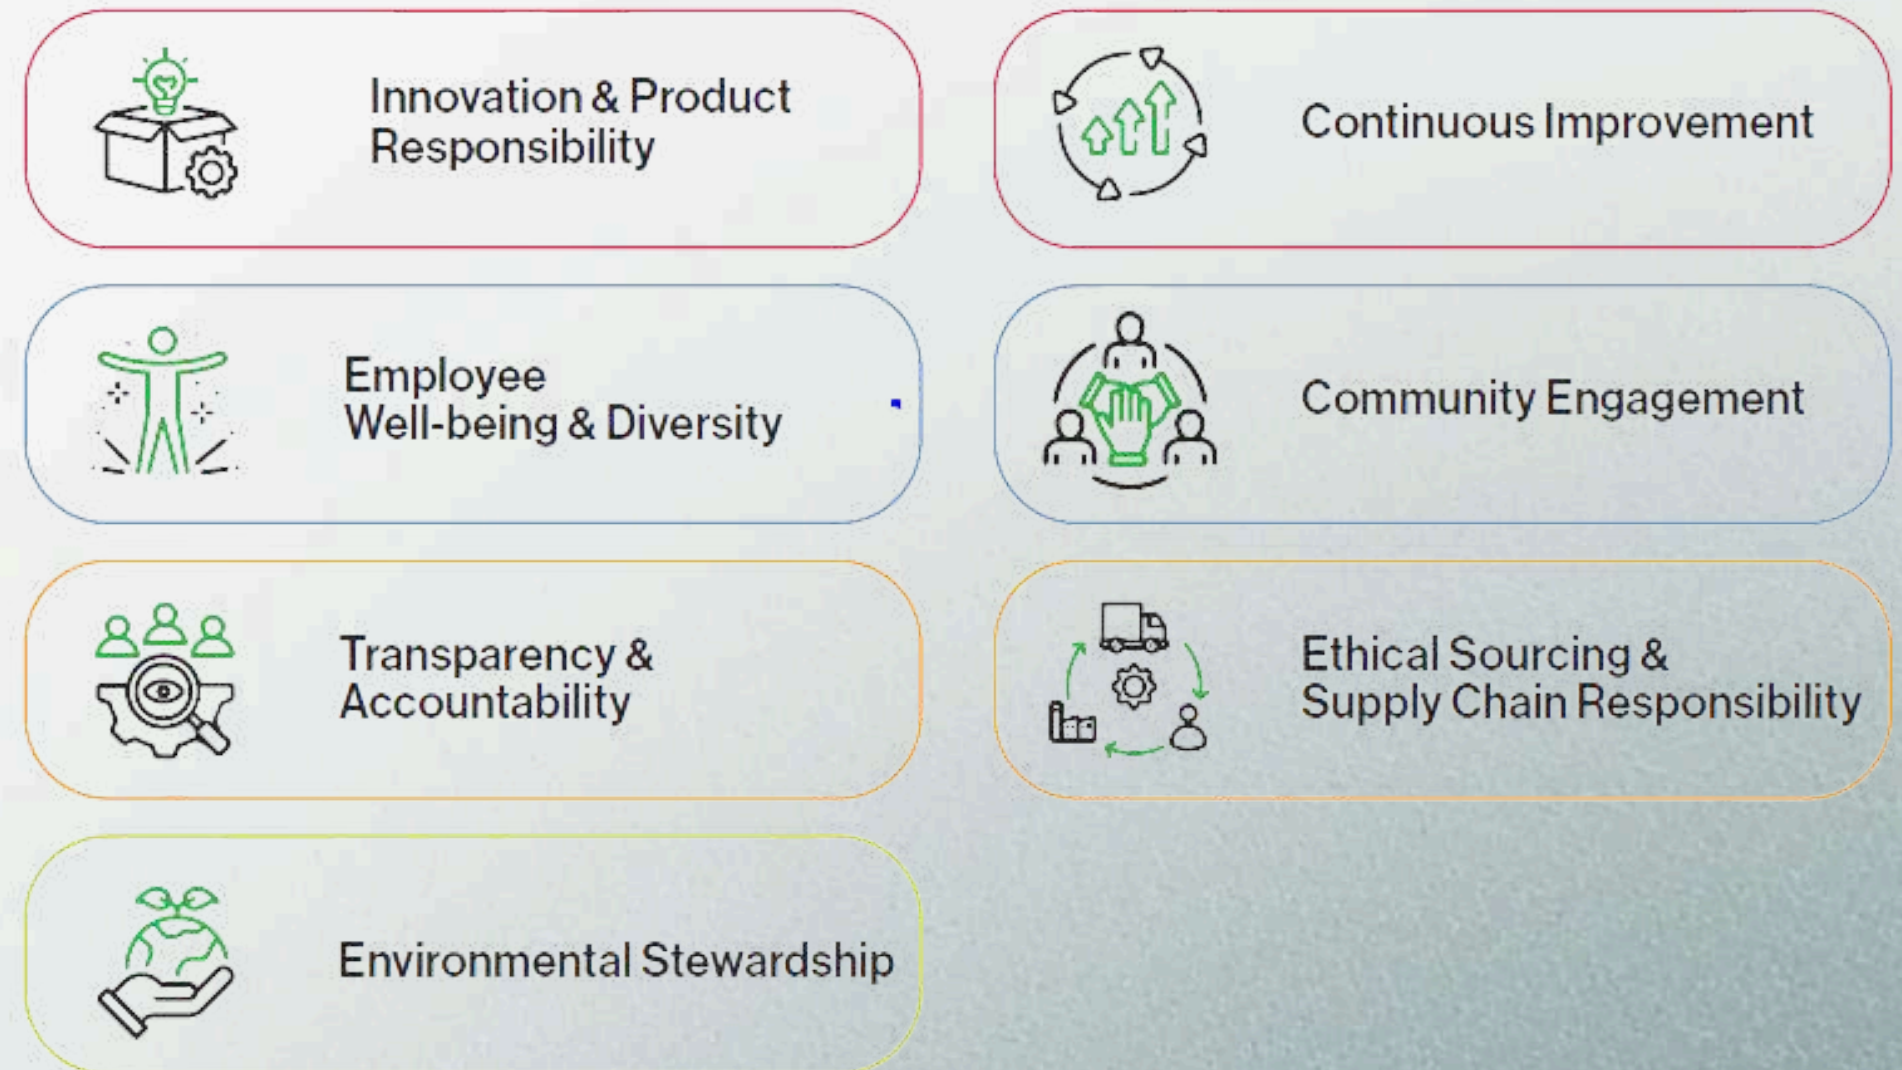 Innovation & Product
Responsibility
Continuous Improvement
Employee
Well-being & Diversity
Community Engagement
Transparency &
Accountability
Ethical Sourcing &
Supply Chain Responsibility
Environmental Stewardship